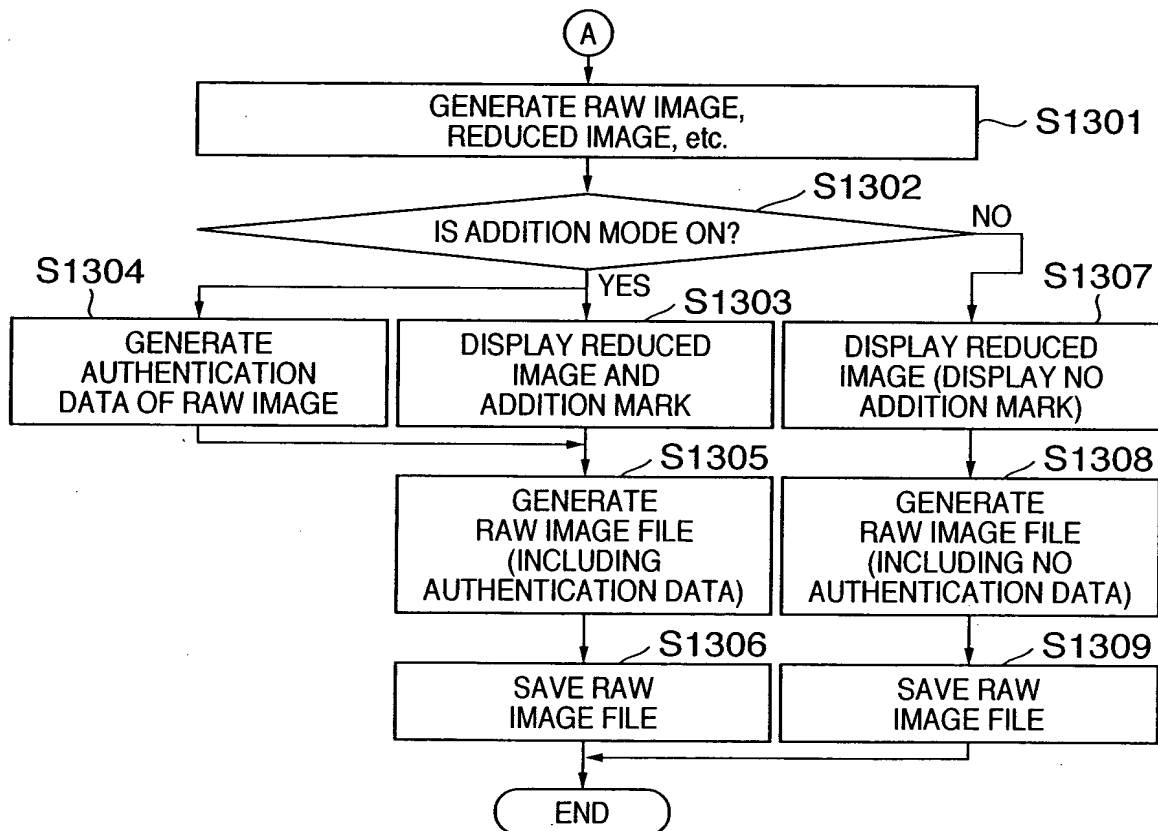 A
GENERATE RAW IMAGE,
REDUCED IMAGE, etc.
S1301
S1302
IS ADDITION MODE ON?
NO
YES
S1304
GENERATE
AUTHENTICATION
DATA OF RAW IMAGE
S1303
DISPLAY REDUCED
IMAGE AND
ADDITION MARK
S1307
DISPLAY REDUCED
IMAGE (DISPLAY NO
ADDITION MARK)
S1305
GENERATE
RAW IMAGE FILE
(INCLUDING
AUTHENTICATION DATA)
S1308
GENERATE
RAW IMAGE FILE
(INCLUDING NO
AUTHENTICATION DATA)
S1306
SAVE RAW
IMAGE FILE
S1309
SAVE RAW
IMAGE FILE
END